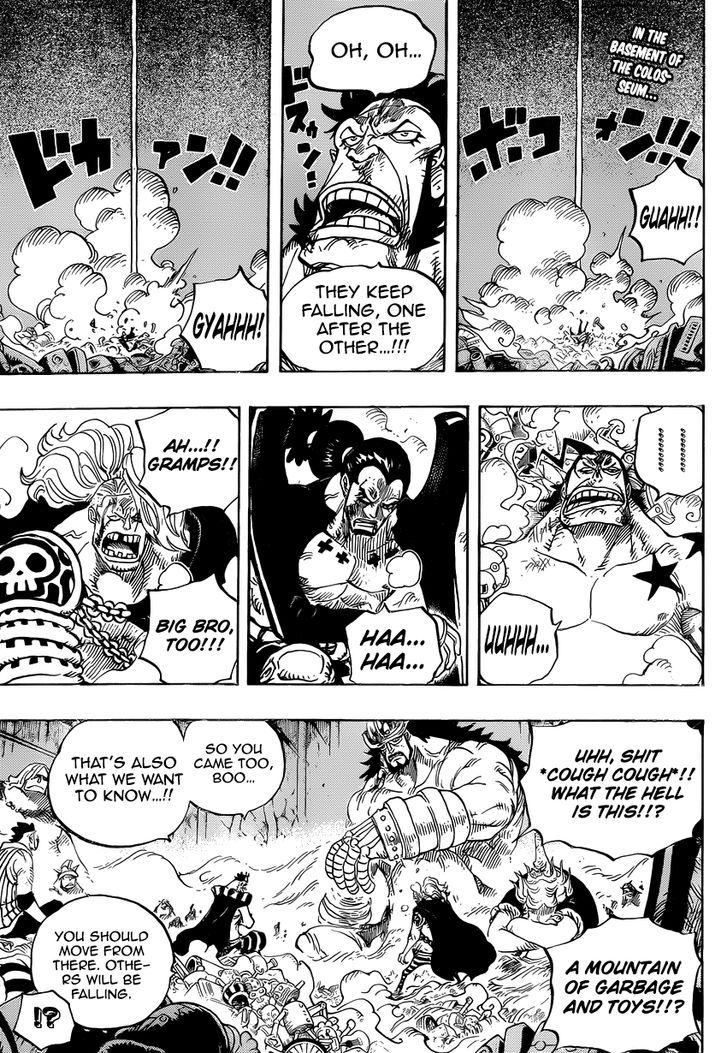 IN THE
BASEMENT OF
THE COLOS-
SEUM...
ボコオン!!!
GUAHH!!
OH, OH...
ドスゥン!
THEY KEEP
FALLING, ONE
AFTER THE
OTHER...!!!
ドカァン!!
GYAHHH!
UUHHH...
HAA...
HAA...
AH...!!
GRAMPS!!
BIG BRO,
TOO!!!
UHH, SHIT
*COUGH COUGH*!!
WHAT THE HELL
IS THIS!!?
A MOUNTAIN
OF GARBAGE
AND TOYS!!?
SO YOU
CAME TOO,
BOO...
THAT'S ALSO
WHAT WE WANT
TO KNOW...!!
YOU SHOULD
MOVE FROM
THERE. OTHE-
RS WILL BE
FALLING.
!?